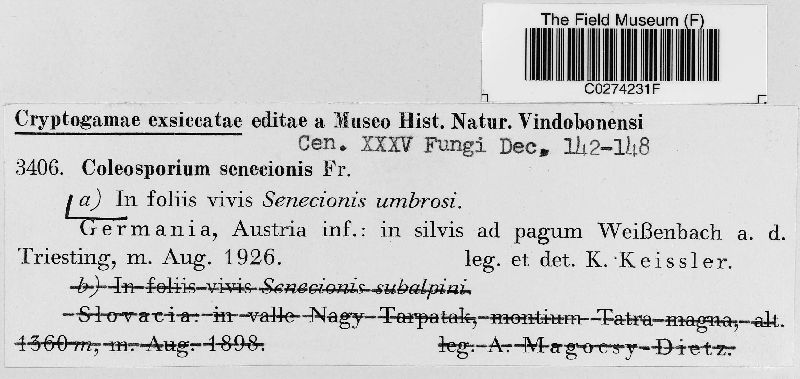 The Field Museum (F)
C0274231F
Cryptogamae exsiccatae editae a Museo Hist. Natur. Vindobonensi
Cen. XXXV Fungi Dec. 142-148
3406. Coleosporium senecionis Fr.
a) In foliis vivis Senecionis umbrosi.
Germania, Austria inf.: in silvis ad pagum Weißenbach a. d.
Triesting, m. Aug. 1926. leg. et det. K. Keissler.
b) In foliis vivis Senecionis subalpini.
Slovacia: in valle Nagy Tarpatak, montium Tatra magna, alt.
1360 m, m. Aug. 1898. leg. A. Magocsy-Dietz.